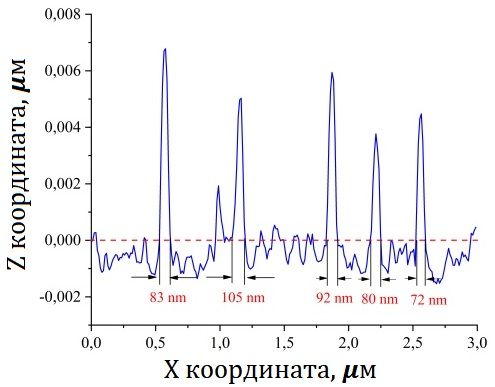 Z координата, μм
0,008
0,006
0,004
0,002
0,000
-0,002
83 nm 105 nm 92 nm 80 nm 72 nm
0,0 0,5 1,0 1,5 2,0 2,5 3,0
X координата, μм